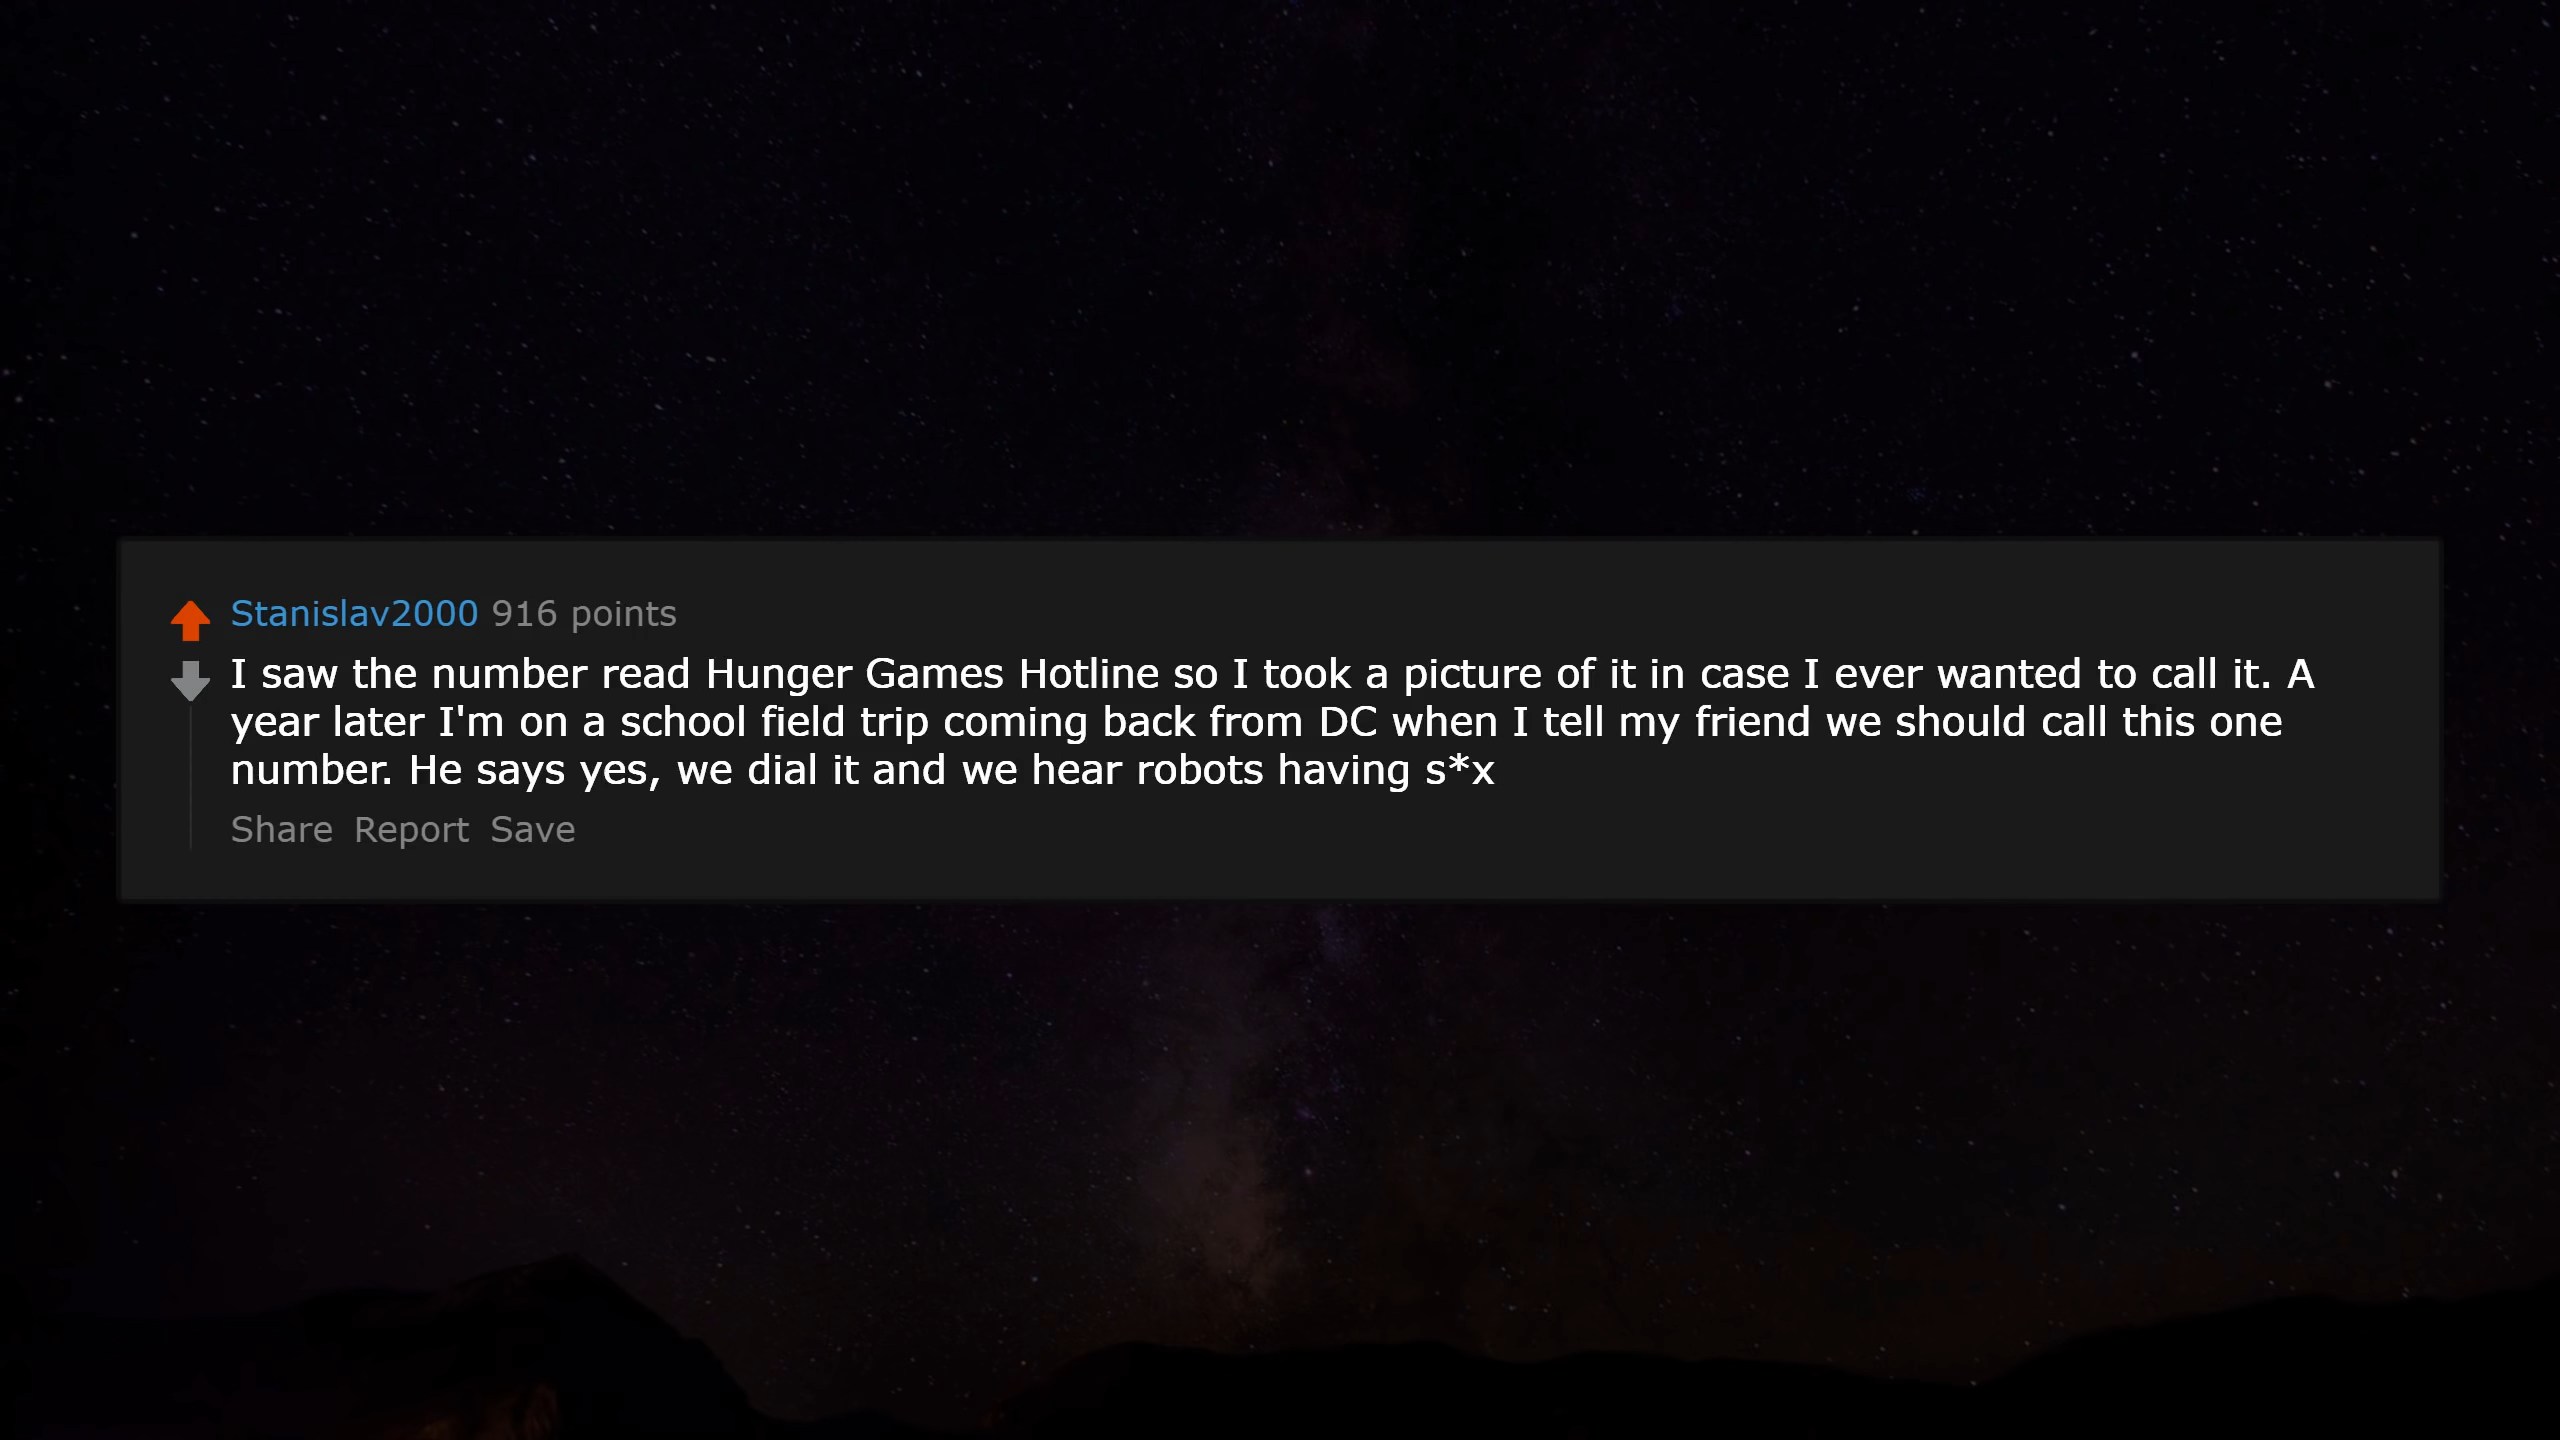 Stanislav2000 916 points
I saw the number read Hunger Games Hotline so I took a picture of it in case I ever wanted to call it. A
year later I'm on a school field trip coming back from DC when I tell my friend we should call this one
number. He says yes, we dial it and we hear robots having s*x
Share Report Save